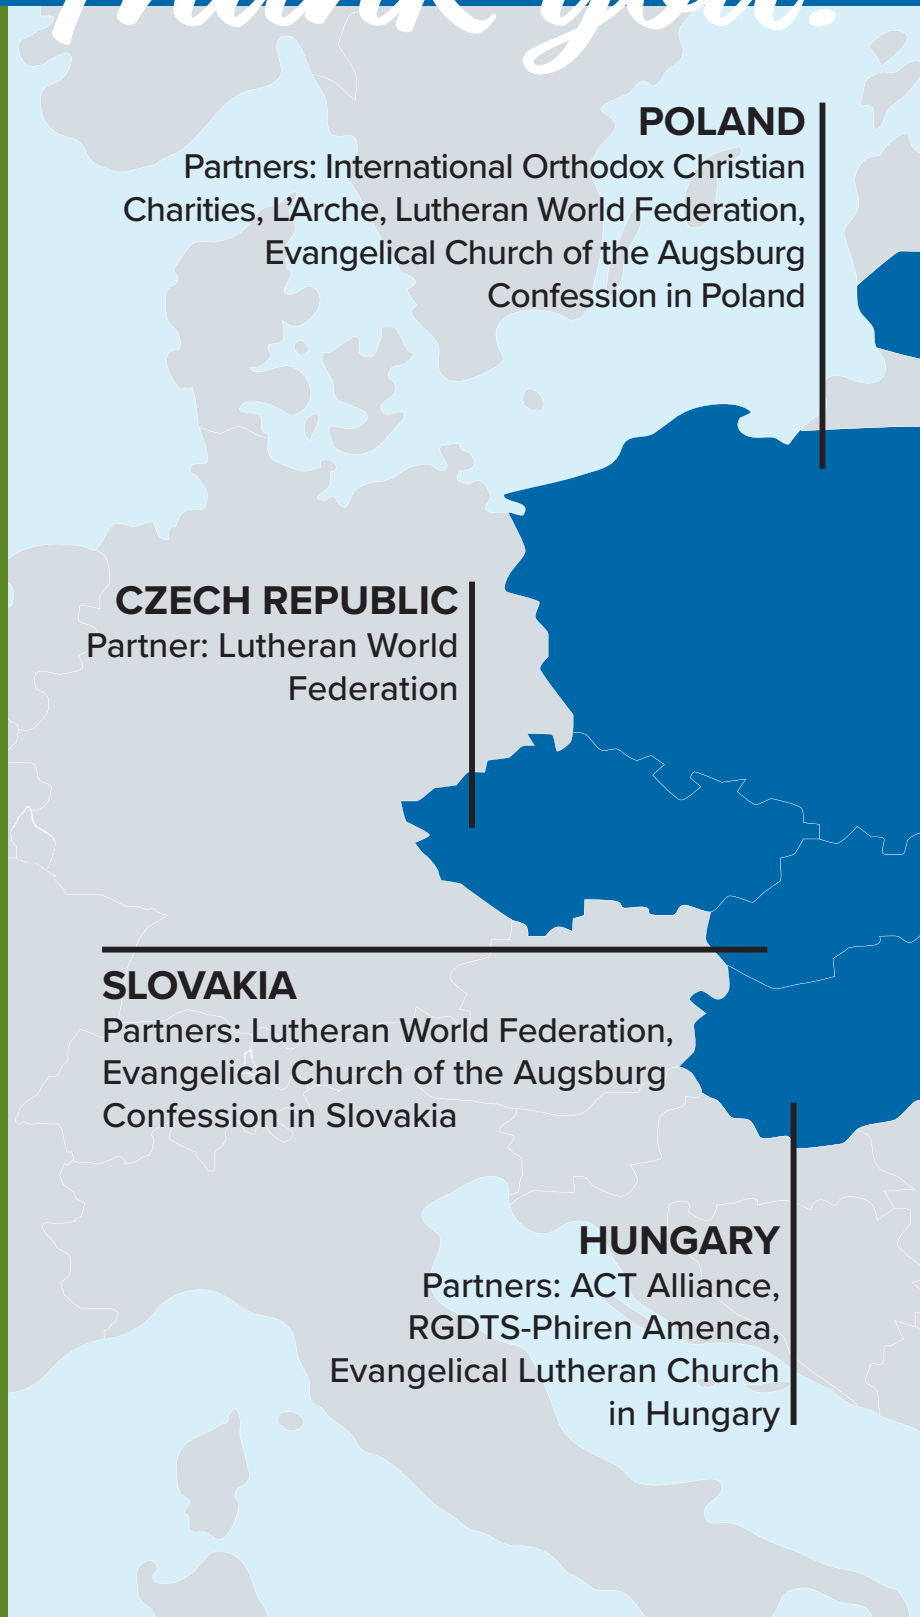 Thank you!
POLAND
Partners: International Orthodox Christian
Charities, L’Arche, Lutheran World Federation,
Evangelical Church of the Augsburg
Confession in Poland
CZECH REPUBLIC
Partner: Lutheran World
Federation
SLOVAKIA
Partners: Lutheran World Federation,
Evangelical Church of the Augsburg
Confession in Slovakia
HUNGARY
Partners: ACT Alliance,
RGDTS-Phiren Amenca,
Evangelical Lutheran Church
in Hungary